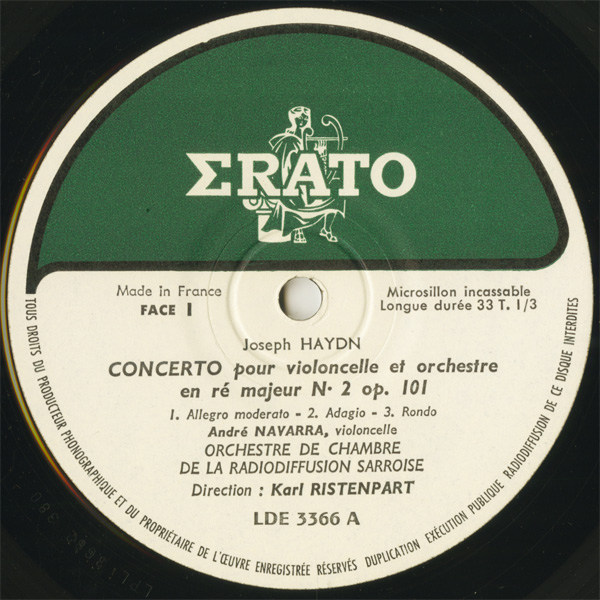 ΣRATO
Made in France
FACE 1
Microsillon incassable
Longue durée 33 T. 1/3
Joseph HAYDN
CONCERTO pour violoncelle et orchestre
en ré majeur N· 2 op. 101
1. Allegro moderato - 2. Adagio - 3. Rondo
André NAVARRA, violoncelle
ORCHESTRE DE CHAMBRE
DE LA RADIODIFFUSION SARROISE
Direction : Karl RISTENPART
LDE 3366 A
TOUS DROITS DU PRODUCTEUR PHONOGRAPHIQUE ET DU PROPRIÉTAIRE DE L'ŒUVRE ENREGISTRÉE RÉSERVÉS DUPLICATION EXÉCUTION PUBLIQUE RADIODIFFUSION DE CE DISQUE INTERDITES